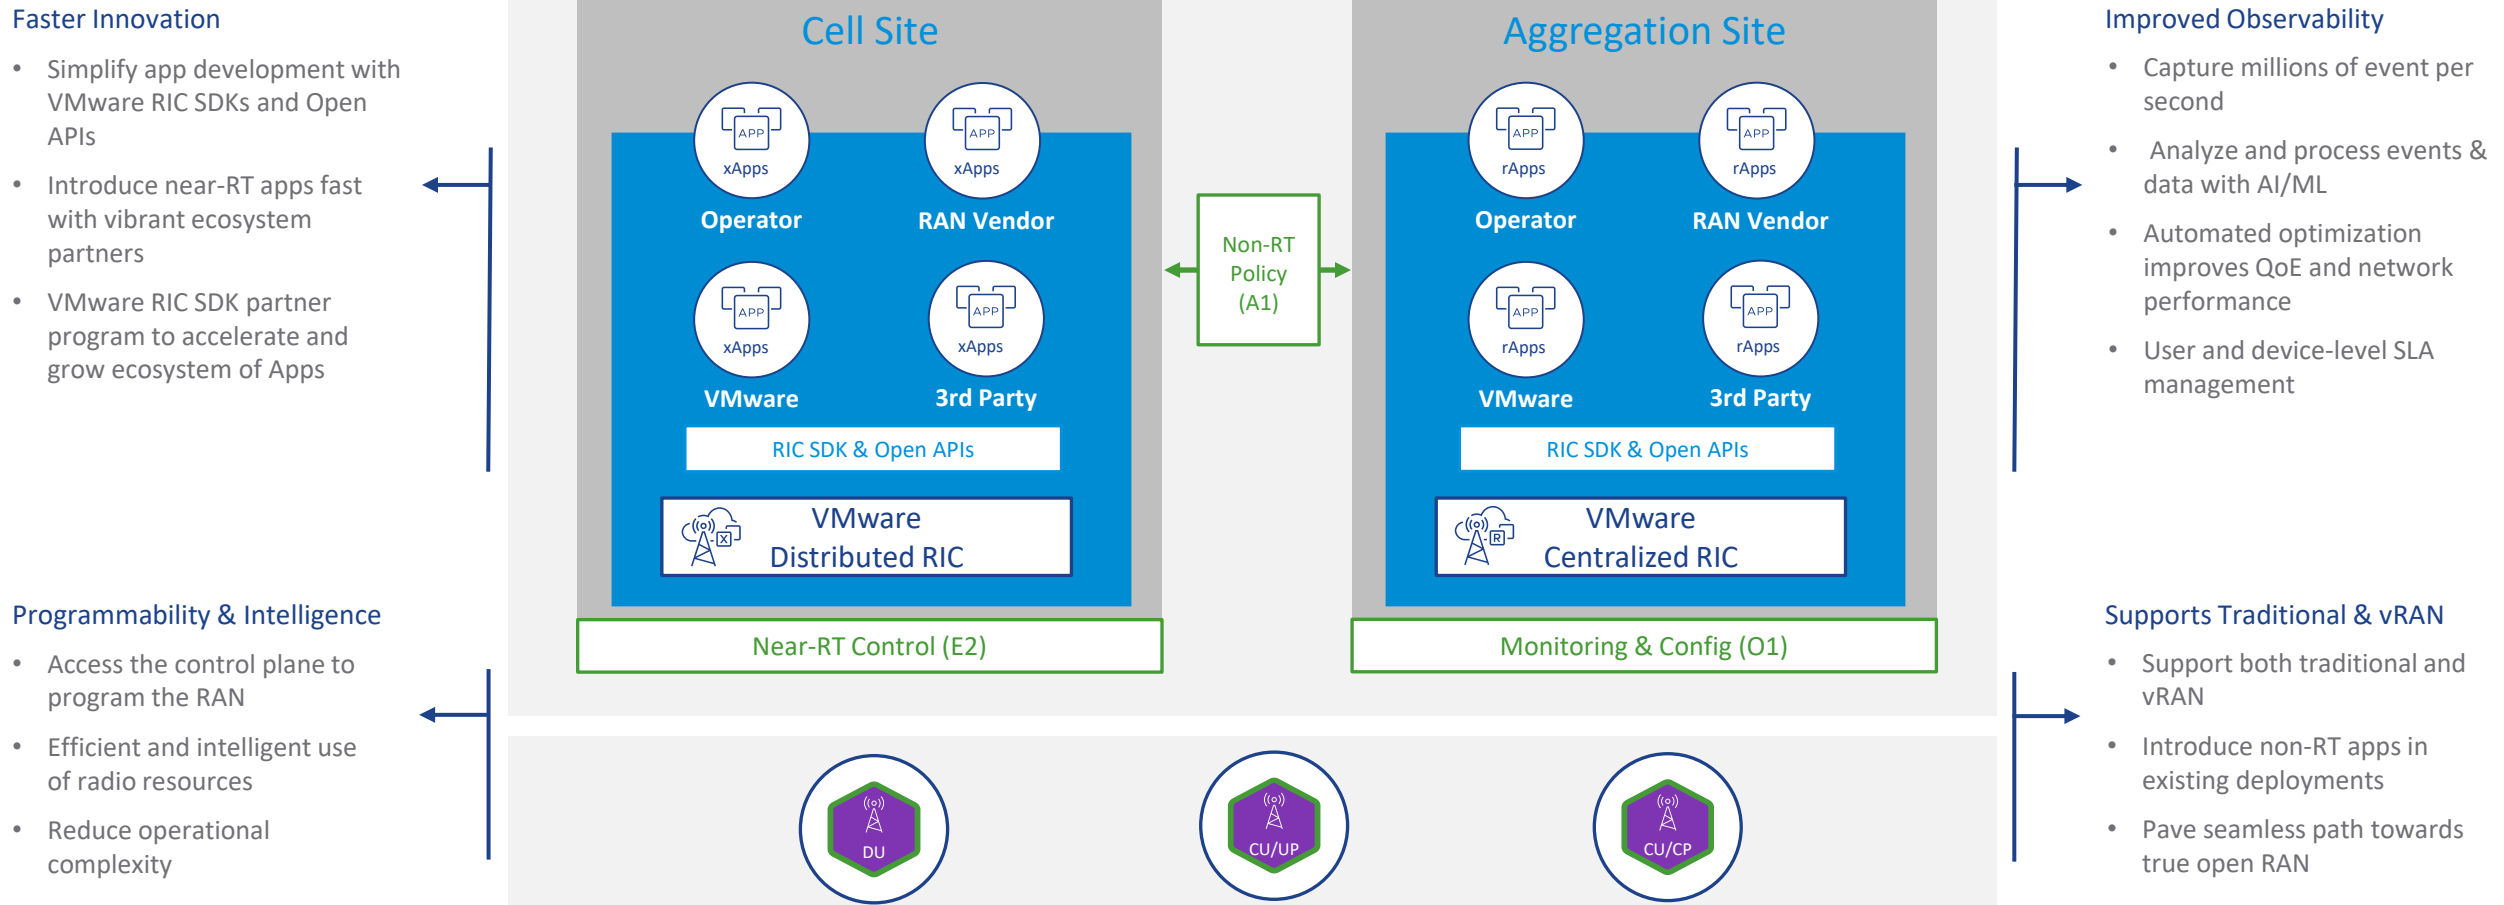 Faster Innovation
• Simplify app development with
VMware RIC SDKs and Open
APIs
• Introduce near-RT apps fast
with vibrant ecosystem
partners
• VMware RIC SDK partner
program to accelerate and
grow ecosystem of Apps
Programmability & Intelligence
• Access the control plane to
program the RAN
• Efficient and intelligent use
of radio resources
• Reduce operational
complexity
Cell Site
APP
xApps
Operator
APP
xApps
RAN Vendor
APP
xApps
VMware
APP
xApps
3rd Party
RIC SDK & Open APIs
X
VMware
Distributed RIC
Near-RT Control (E2)
Non-RT
Policy
(A1)
Aggregation Site
APP
rApps
Operator
APP
rApps
RAN Vendor
APP
rApps
VMware
APP
rApps
3rd Party
RIC SDK & Open APIs
R
VMware
Centralized RIC
Monitoring & Config (O1)
DU
CU/UP
CU/CP
Improved Observability
• Capture millions of event per
second
• Analyze and process events &
data with AI/ML
• Automated optimization
improves QoE and network
performance
• User and device-level SLA
management
Supports Traditional & vRAN
• Support both traditional and
vRAN
• Introduce non-RT apps in
existing deployments
• Pave seamless path towards
true open RAN